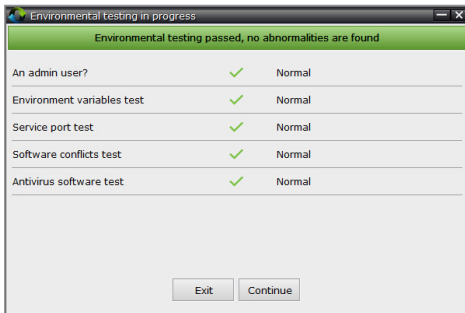 Environmental testing in progress
Environmental testing passed, no abnormalities are found
An admin user? Normal
Environment variables test Normal
Service port test Normal
Software conflicts test Normal
Antivirus software test Normal
Exit Continue